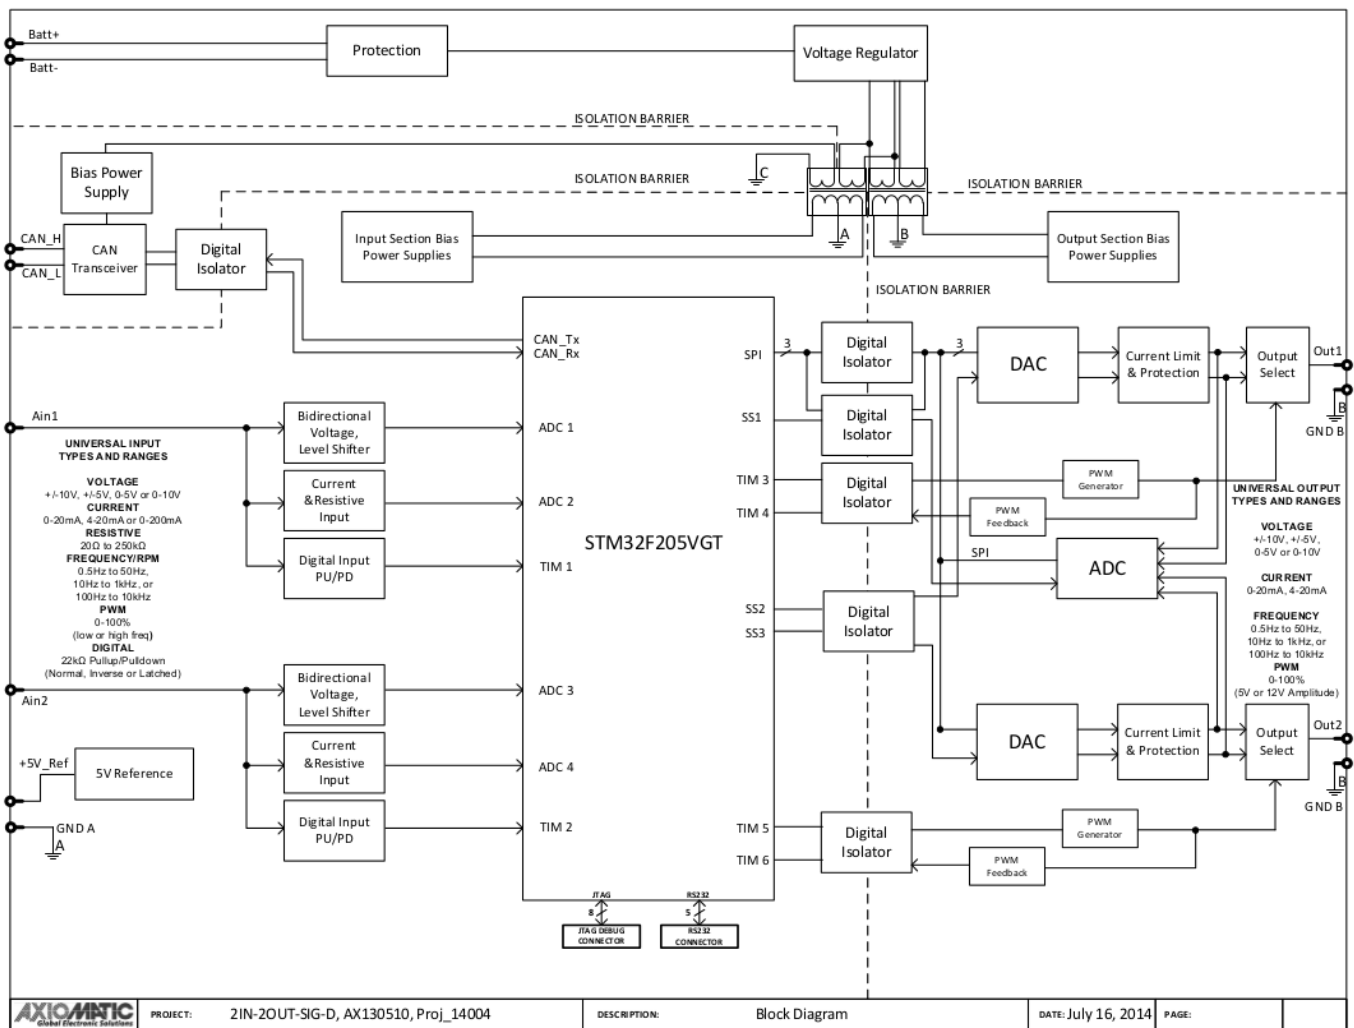 Batt+
Batt-
Protection
Voltage Regulator
ISOLATION BARRIER
Bias Power
Supply
ISOLATION BARRIER
C
ISOLATION BARRIER
CAN_H
CAN_L
CAN
Transceiver
Digital
Isolator
Input Section Bias
Power Supplies
A
B
Output Section Bias
Power Supplies
ISOLATION BARRIER
CAN_Tx
CAN_Rx
SPI
3
Digital
Isolator
3
DAC
Current Limit
& Protection
Output
Select
Out1
B
GND B
Ain1
Bidirectional
Voltage,
Level Shifter
ADC 1
SS1
Digital
Isolator
UNIVERSAL INPUT
TYPES AND RANGES
VOLTAGE
+/-10V, +/-5V, 0-5V or 0-10V
CURRENT
0-20mA, 4-20mA or 0-200mA
RESISTIVE
20Ω to 250kΩ
FREQUENCY/RPM
0.5Hz to 50Hz,
10Hz to 1kHz, or
100Hz to 10kHz
PWM
0-100%
(low or high freq)
DIGITAL
22kΩ Pullup/Pulldown
(Normal, Inverse or Latched)
Current
&Resistive
Input
ADC 2
Digital Input
PU/PD
TIM 1
STM32F205VGT
TIM 3
TIM 4
Digital
Isolator
PWM
Generator
PWM
Feedback
SPI
ADC
UNIVERSAL OUTPUT
TYPES AND RANGES
VOLTAGE
+/-10V, +/-5V,
0-5V or 0-10V
CURRENT
0-20mA, 4-20mA
FREQUENCY
0.5Hz to 50Hz,
10Hz to 1kHz, or
100Hz to 10kHz
PWM
0-100%
(5V or 12V Amplitude)
SS2
SS3
Digital
Isolator
Ain2
Bidirectional
Voltage,
Level Shifter
ADC 3
Current
&Resistive
Input
ADC 4
Digital Input
PU/PD
TIM 2
DAC
Current Limit
& Protection
Output
Select
Out2
B
GND B
+5V_Ref
5V Reference
GND A
A
TIM 5
TIM 6
Digital
Isolator
PWM
Generator
PWM
Feedback
JTAG
8
JTAG DEBUG
CONNECTOR
RS232
5
RS232
CONNECTOR
AXIOMATIC
Global Electronic Solutions
PROJECT: 2IN-2OUT-SIG-D, AX130510, Proj_14004
DESCRIPTION: Block Diagram
DATE: July 16, 2014
PAGE: